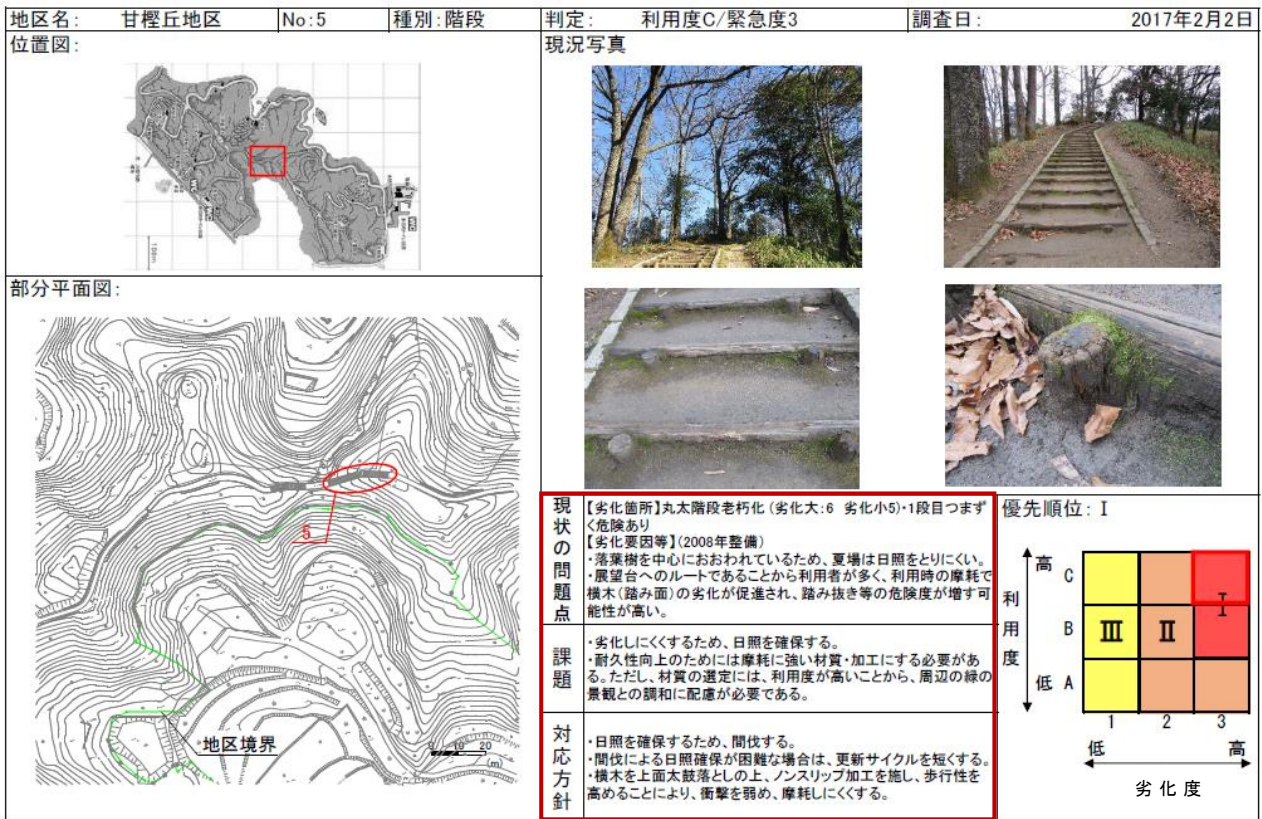 地区名: 甘樫丘地区 No:5 種別:階段 判定: 利用度C/緊急度3 調査日: 2017年2月2日
位置図:
現況写真
部分平面図:
5
地区境界
0 10 20
(m)
現状の問題点
【劣化箇所】丸太階段老朽化(劣化大:6 劣化小5)・1段目つまず
く危険あり
【劣化要因等】(2008年整備)
・落葉樹を中心におおわれているため、夏場は日照をとりにくい。
・展望台へのルートであることから利用者が多く、利用時の摩耗で
横木(踏み面)の劣化が促進され、踏み抜き等の危険度が増す可
能性が高い。
課題
・劣化しにくくするため、日照を確保する。
・耐久性向上のためには摩耗に強い材質・加工にする必要があ
る。ただし、材質の選定には、利用度が高いことから、周辺の緑の
景観との調和に配慮が必要である。
対応方針
・日照を確保するため、間伐する。
・間伐による日照確保が困難な場合は、更新サイクルを短くする。
・横木を上面太鼓落としの上、ノンスリップ加工を施し、歩行性を
高めることにより、衝撃を弱め、摩耗しにくくする。
優先順位: I
利用度
高 C
B
低 A
III II I
1 2 3
低 高
劣化度